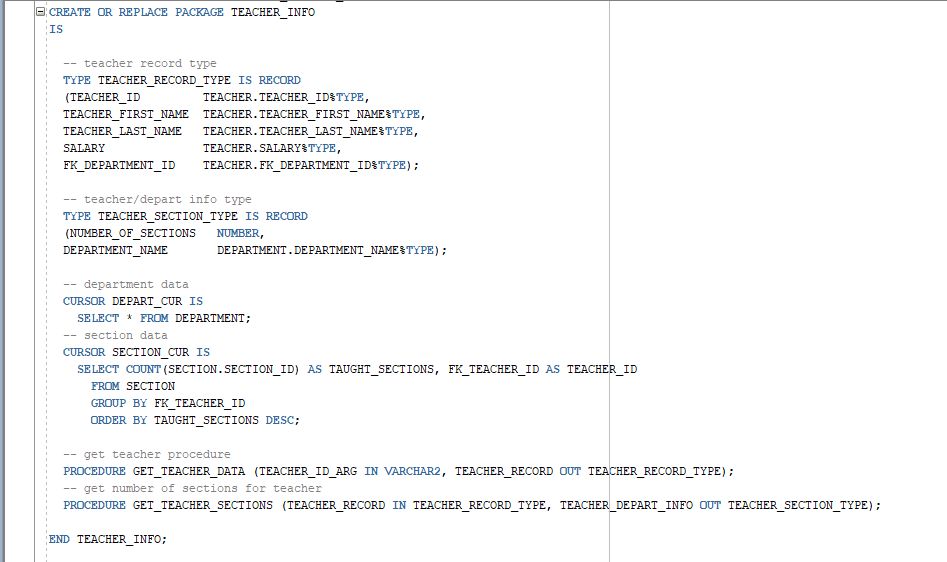 CREATE OR REPLACE PACKAGE TEACHER_INFO
IS
-- teacher record type
TYPE TEACHER_RECORD_TYPE IS RECORD
(TEACHER_ID TEACHER.TEACHER_ID%TYPE,
TEACHER_FIRST_NAME TEACHER.TEACHER_FIRST_NAME%TYPE,
TEACHER_LAST_NAME TEACHER.TEACHER_LAST_NAME%TYPE,
SALARY TEACHER.SALARY%TYPE,
FK_DEPARTMENT_ID TEACHER.FK_DEPARTMENT_ID%TYPE);
-- teacher/depart info type
TYPE TEACHER_SECTION_TYPE IS RECORD
(NUMBER_OF_SECTIONS NUMBER,
DEPARTMENT_NAME DEPARTMENT.DEPARTMENT_NAME%TYPE);
-- department data
CURSOR DEPART_CUR IS
SELECT * FROM DEPARTMENT;
-- section data
CURSOR SECTION_CUR IS
SELECT COUNT(SECTION.SECTION_ID) AS TAUGHT_SECTIONS, FK_TEACHER_ID AS TEACHER_ID
FROM SECTION
GROUP BY FK_TEACHER_ID
ORDER BY TAUGHT_SECTIONS DESC;
-- get teacher procedure
PROCEDURE GET_TEACHER_DATA (TEACHER_ID_ARG IN VARCHAR2, TEACHER_RECORD OUT TEACHER_RECORD_TYPE);
-- get number of sections for teacher
PROCEDURE GET_TEACHER_SECTIONS (TEACHER_RECORD IN TEACHER_RECORD_TYPE, TEACHER_DEPART_INFO OUT TEACHER_SECTION_TYPE);
END TEACHER_INFO;